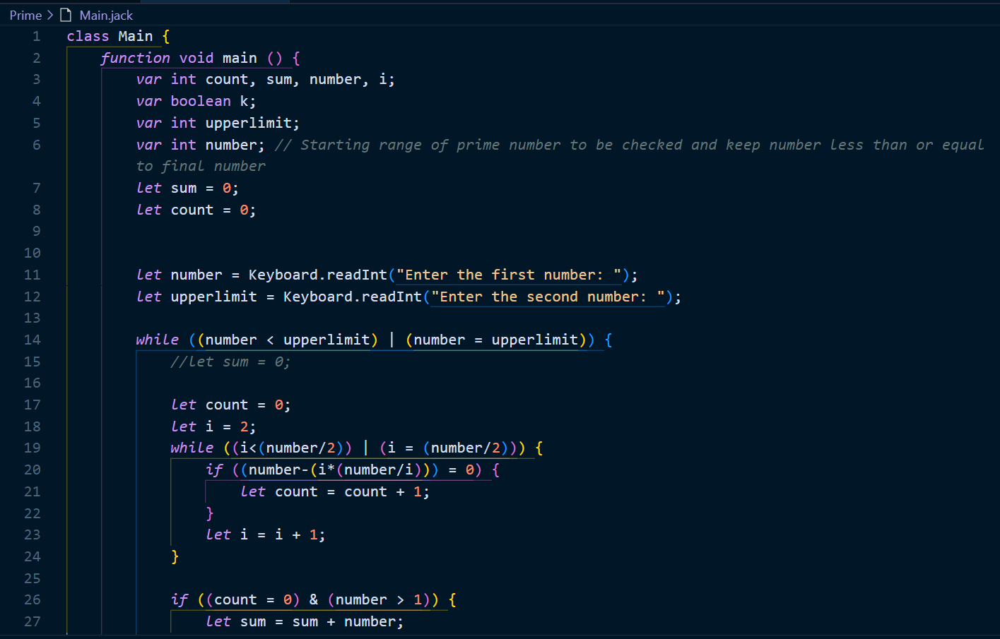 Prime > Main.jack
1 class Main {
2 function void main () {
3 var int count, sum, number, i;
4 var boolean k;
5 var int upperlimit;
6 var int number; // Starting range of prime number to be checked and keep number less than or equal
to final number
7 let sum = 0;
8 let count = 0;
9
10
11 let number = Keyboard.readInt("Enter the first number: ");
12 let upperlimit = Keyboard.readInt("Enter the second number: ");
13
14 while ((number < upperlimit) | (number = upperlimit)) {
15 //let sum = 0;
16
17 let count = 0;
18 let i = 2;
19 while ((i<(number/2)) | (i = (number/2))) {
20 if ((number-(i*(number/i))) = 0) {
21 let count = count + 1;
22 }
23 let i = i + 1;
24 }
25
26 if ((count = 0) & (number > 1)) {
27 let sum = sum + number;